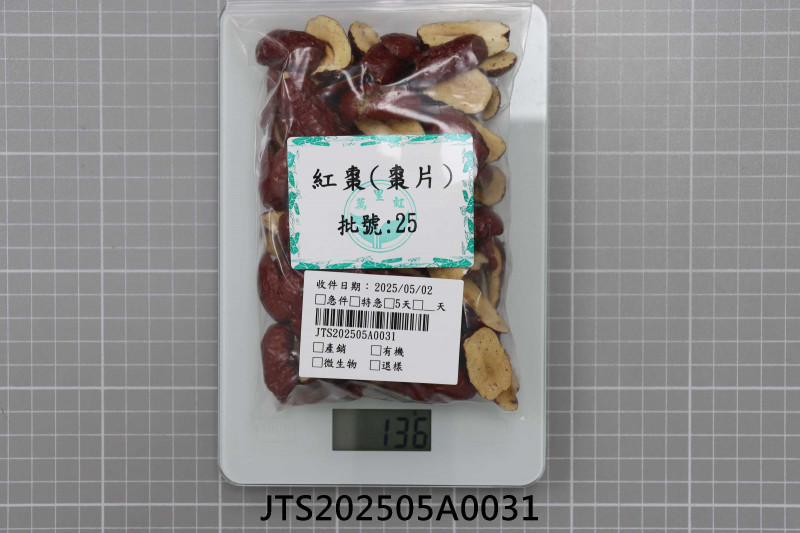 紅棗(棗片)
批號:25
收件日期：2025/05/02
□急件□特急□5天□__天
JTS202505A0031
□產銷 □有機
□微生物 □退樣
136
JTS202505A0031